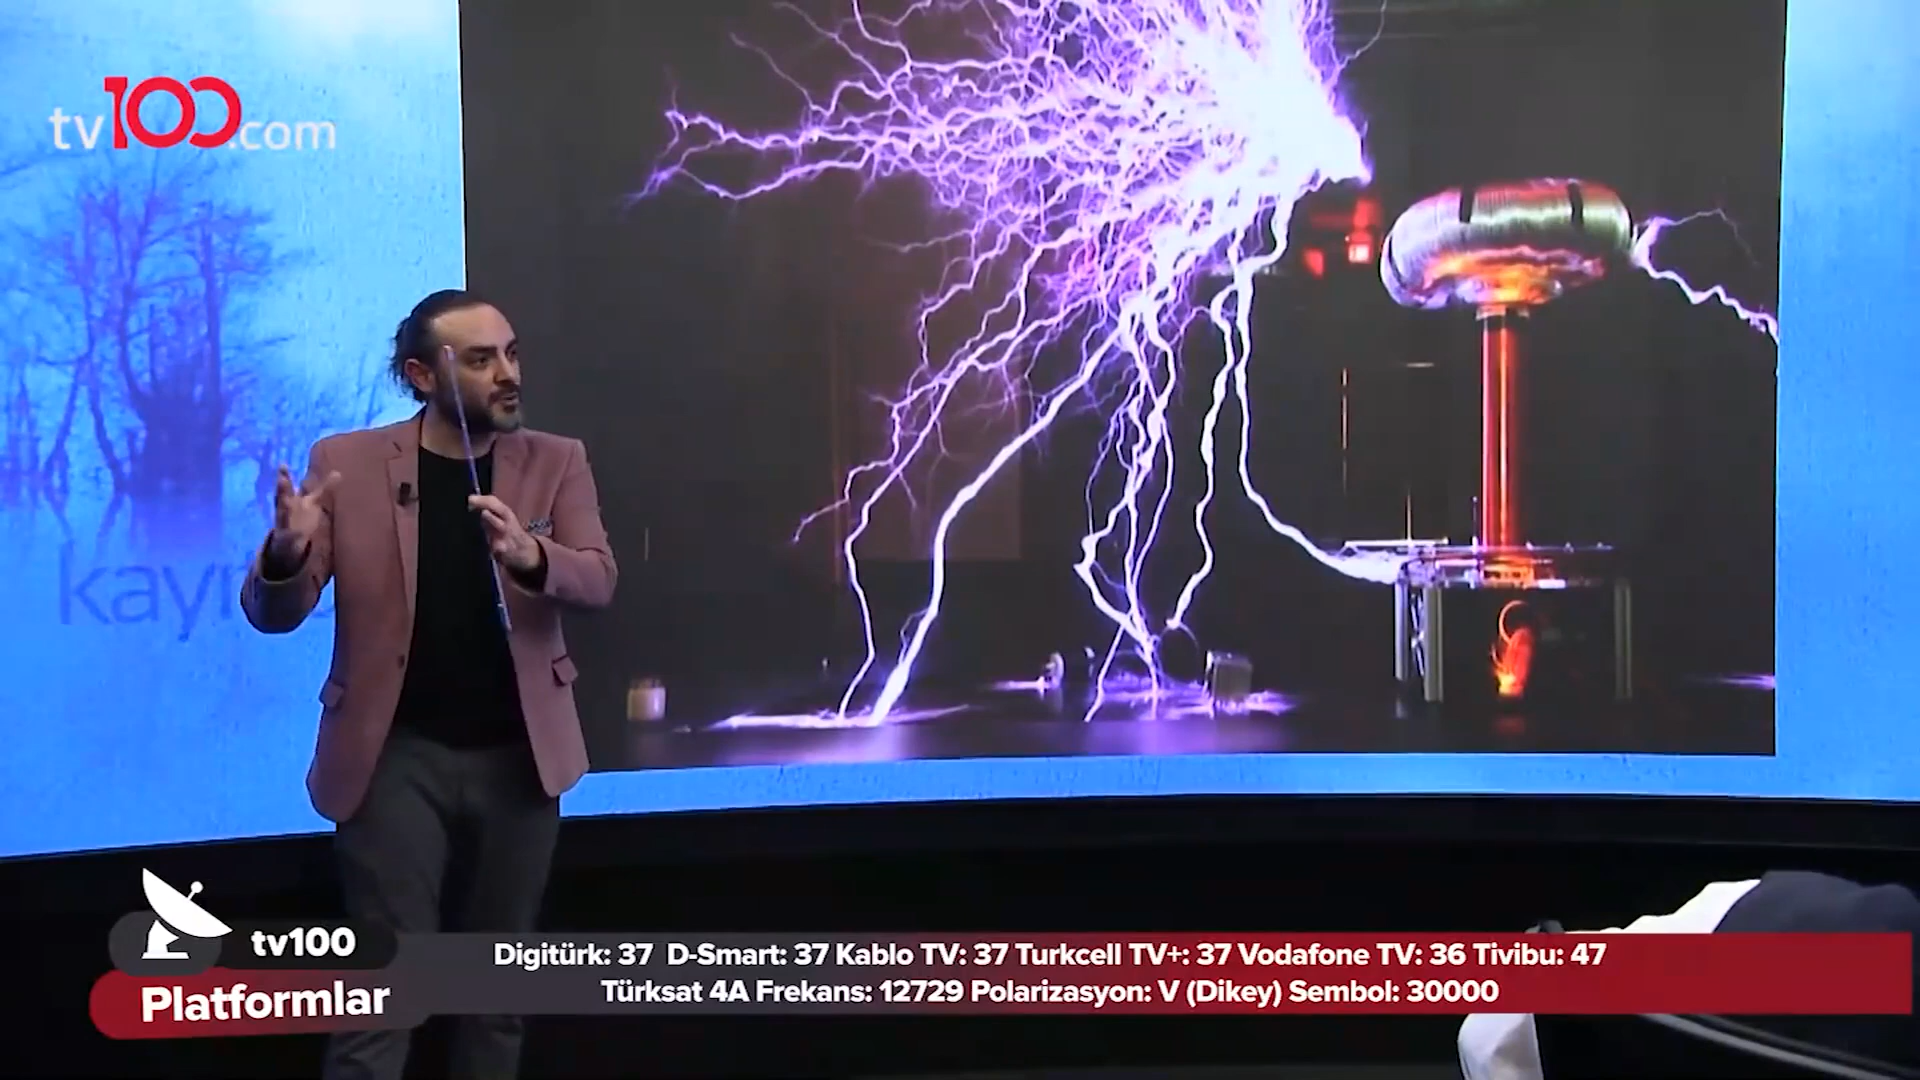 tv100.com
tv100
Platformlar
Digitürk: 37 D-Smart: 37 Kablo TV: 37 Turkcell TV+: 37 Vodafone TV: 36 Tivibu: 47
Türksat 4A Frekans: 12729 Polarizasyon: V (Dikey) Sembol: 30000